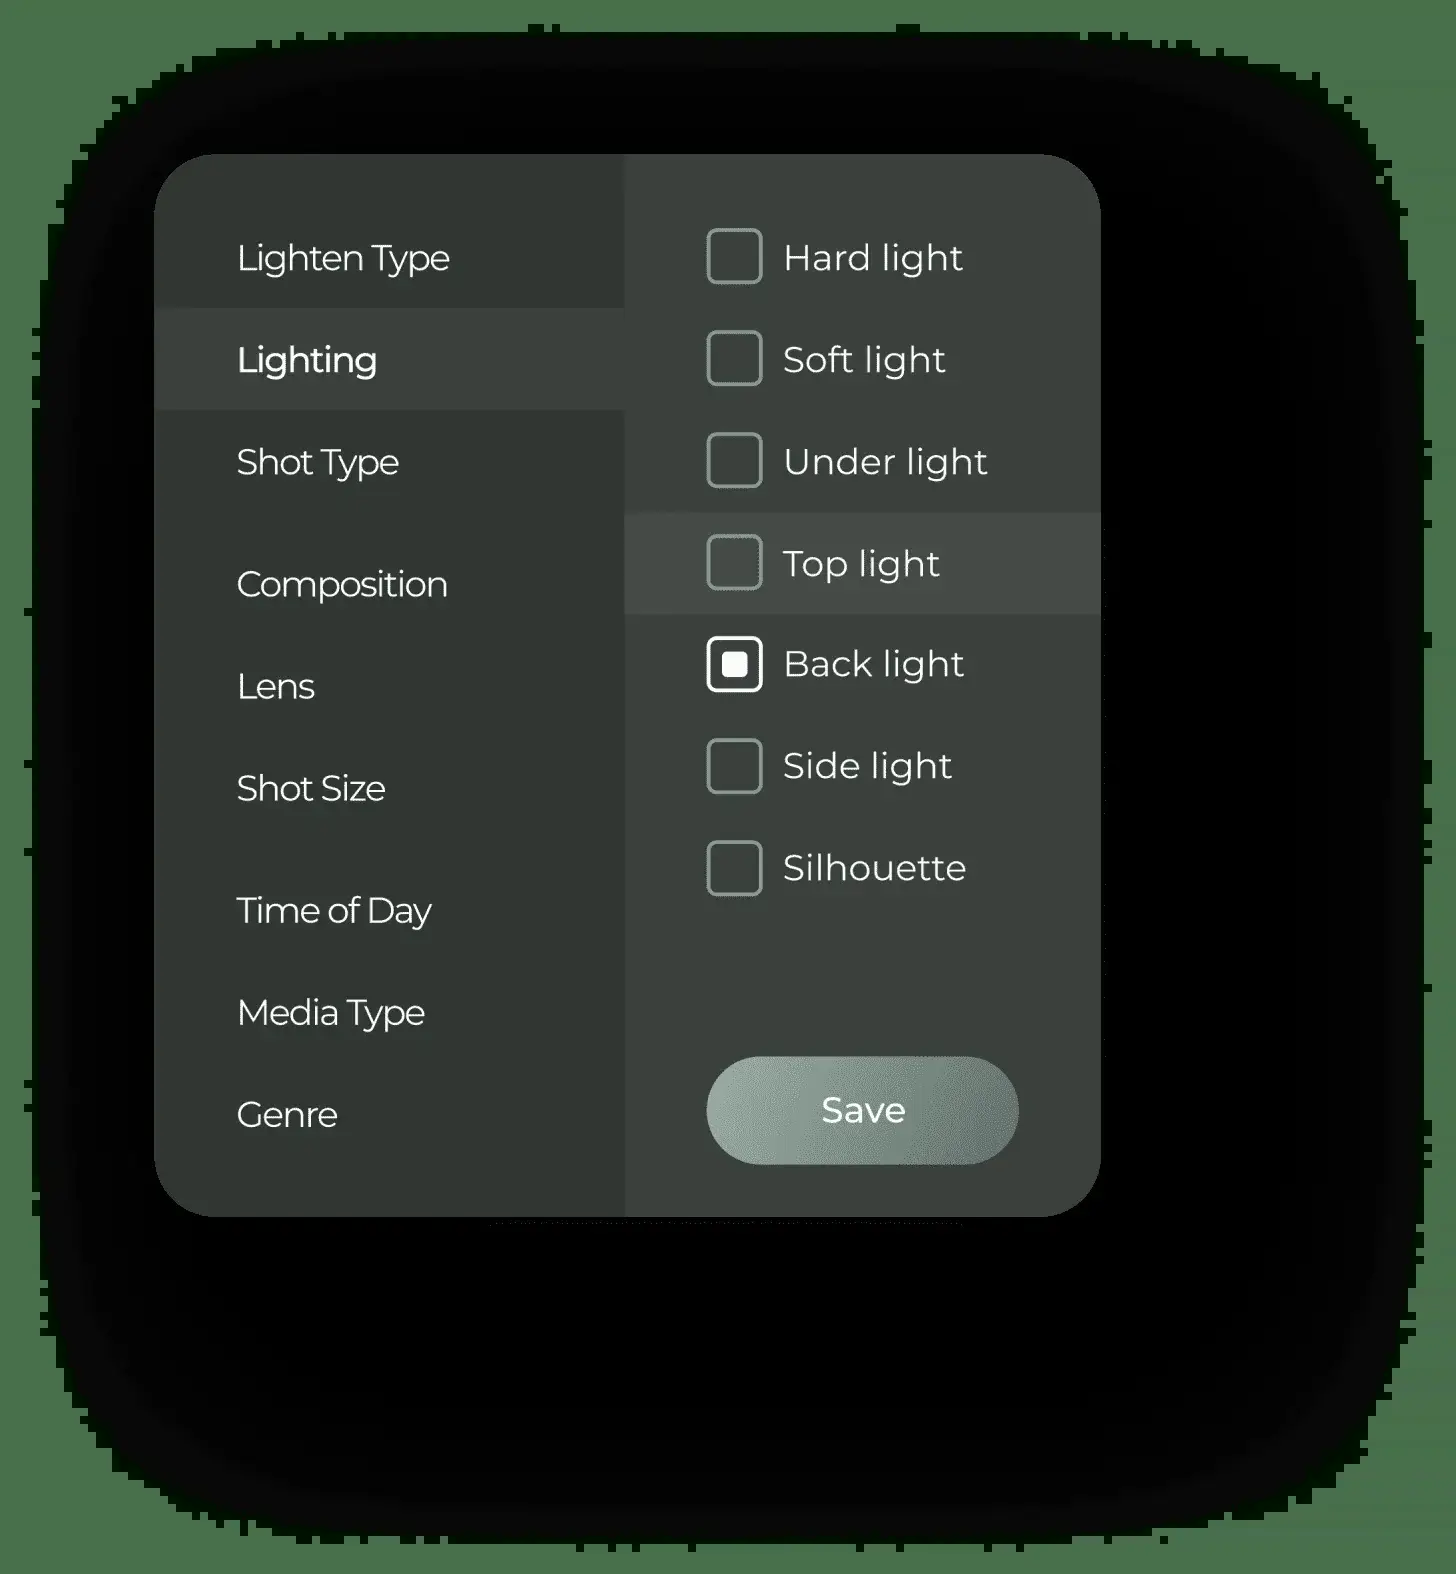 Lighten Type
Lighting
Shot Type
Composition
Lens
Shot Size
Time of Day
Media Type
Genre
Hard light
Soft light
Under light
Top light
Back light
Side light
Silhouette
Save